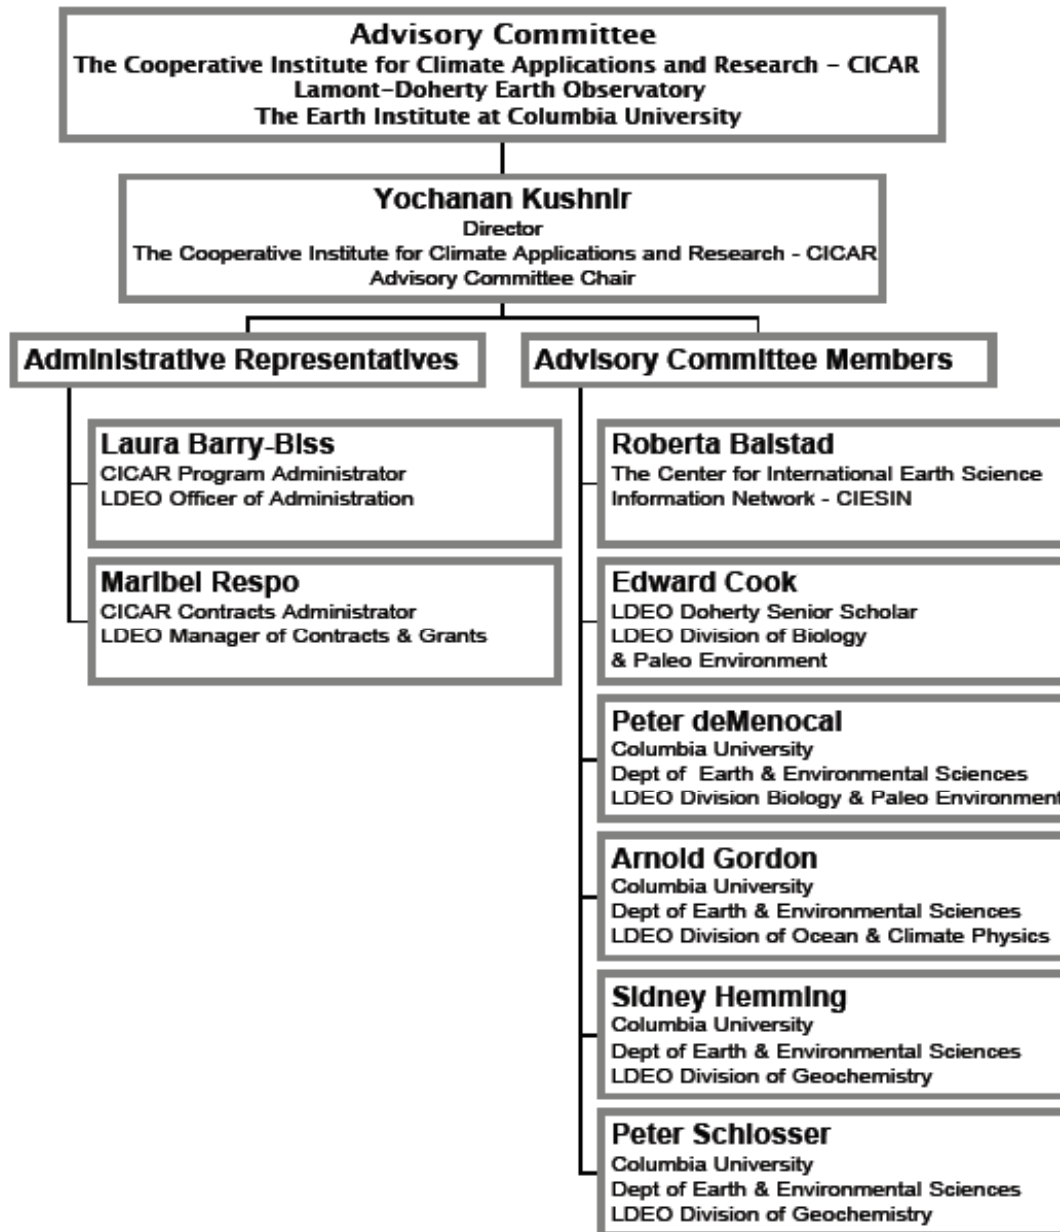 Advisory Committee
The Cooperative Institute for Climate Applications and Research – CICAR
Lamont-Doherty Earth Observatory
The Earth Institute at Columbia University
Yochanan Kushnir
Director
The Cooperative Institute for Climate Applications and Research - CICAR
Advisory Committee Chair
Administrative Representatives
Laura Barry-Biss
CICAR Program Administrator
LDEO Officer of Administration
Maribel Respo
CICAR Contracts Administrator
LDEO Manager of Contracts & Grants
Advisory Committee Members
Roberta Balstad
The Center for International Earth Science
Information Network - CIESIN
Edward Cook
LDEO Doherty Senior Scholar
LDEO Division of Biology
& Paleo Environment
Peter deMenocal
Columbia University
Dept of Earth & Environmental Sciences
LDEO Division Biology & Paleo Environment
Arnold Gordon
Columbia University
Dept of Earth & Environmental Sciences
LDEO Division of Ocean & Climate Physics
Sidney Hemming
Columbia University
Dept of Earth & Environmental Sciences
LDEO Division of Geochemistry
Peter Schlosser
Columbia University
Dept of Earth & Environmental Sciences
LDEO Division of Geochemistry